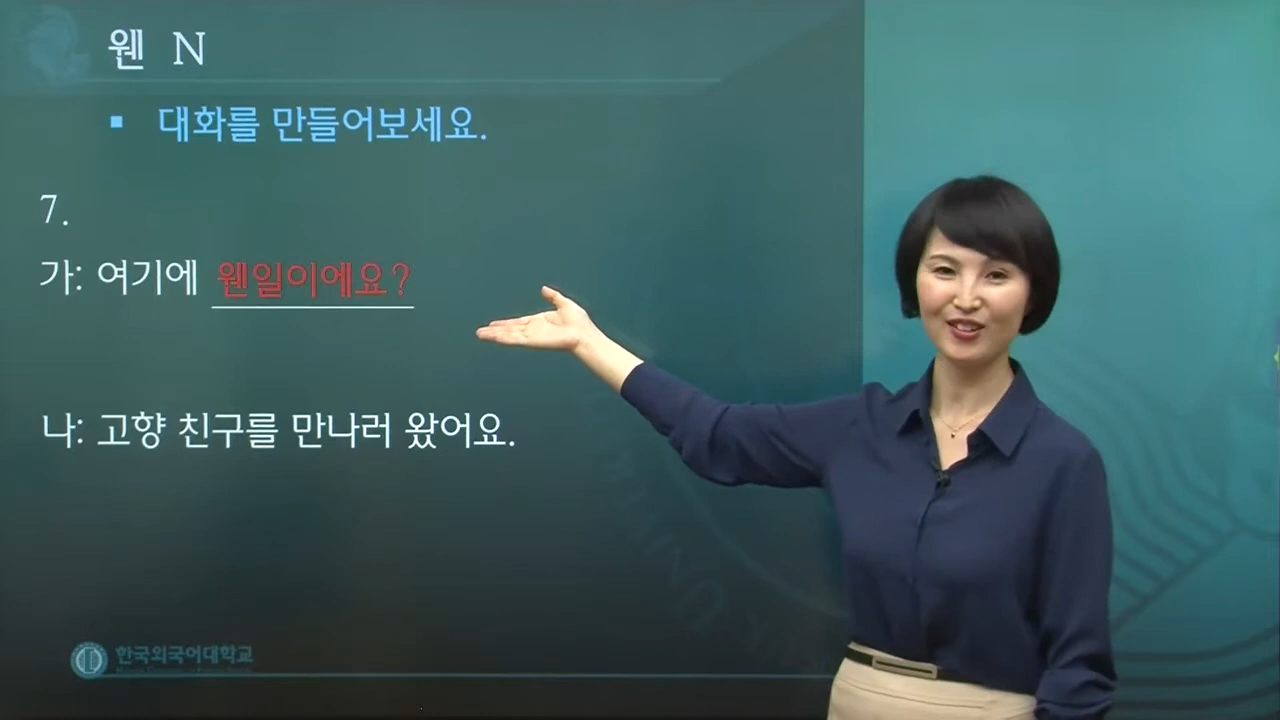 웬 N
▪ 대화를 만들어보세요.
7.
가: 여기에 웬일이에요?
나: 고향 친구를 만나러 왔어요.
한국외국어대학교